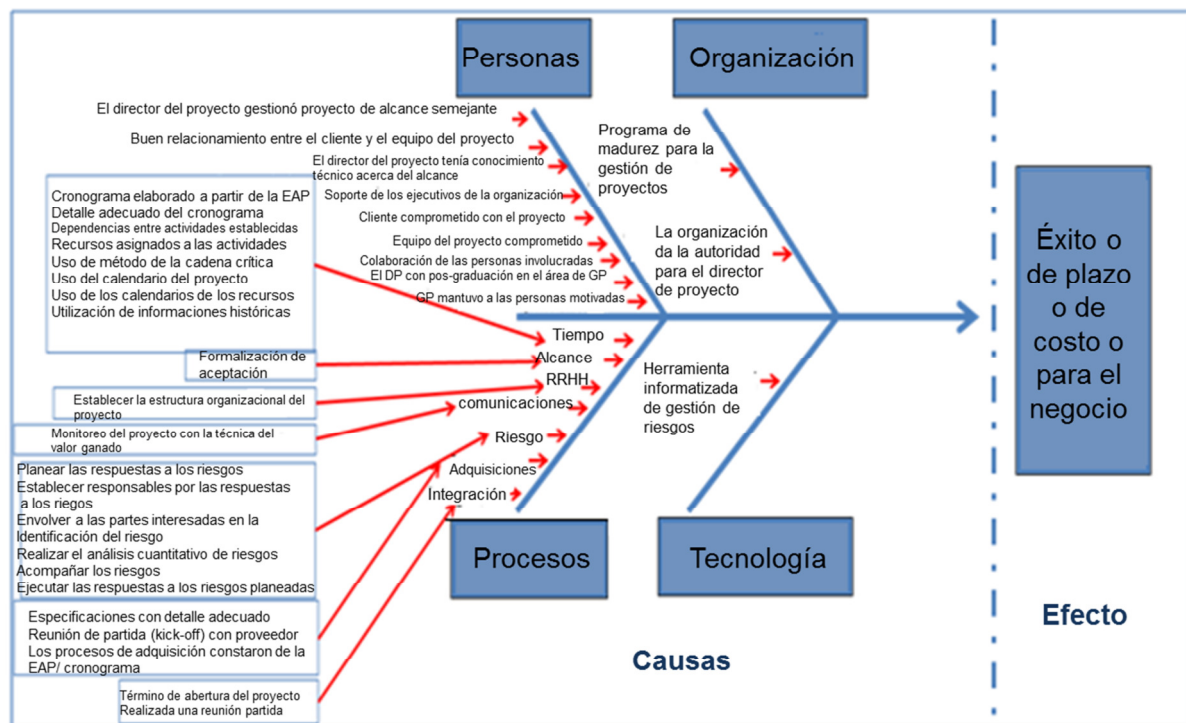 Personas
Organización
El director del proyecto gestionó proyecto de alcance semejante
Buen relacionamiento entre el cliente y el equipo del proyecto
El director del proyecto tenía conocimiento
técnico acerca del alcance
Soporte de los ejecutivos de la organización
Cliente comprometido con el proyecto
Equipo del proyecto comprometido
Colaboración de las personas involucradas
El DP con pos-graduación en el área de GP
GP mantuvo a las personas motivadas
Programa de
madurez para la
gestión de
proyectos
La organización
da la autoridad
para el director
de proyecto
Cronograma elaborado a partir de la EAP
Detalle adecuado del cronograma
Dependencias entre actividades establecidas
Recursos asignados a las actividades
Uso de método de la cadena crítica
Uso del calendario del proyecto
Uso de los calendarios de los recursos
Utilización de informaciones históricas
Formalización de
aceptación
Establecer la estructura organizacional del
proyecto
Monitoreo del proyecto con la técnica del
valor ganado
Planear las respuestas a los riesgos
Establecer responsables por las respuestas
a los riegos
Envolver a las partes interesadas en la
Identificación del riesgo
Realizar el análisis cuantitativo de riesgos
Acompañar los riesgos
Ejecutar las respuestas a los riesgos planeadas
Especificaciones con detalle adecuado
Reunión de partida (kick-off) con proveedor
Los procesos de adquisición constaron de la
EAP/ cronograma
Término de abertura del proyecto
Realizada una reunión partida
Tiempo
Alcance
RRHH
comunicaciones
Riesgo
Adquisiciones
Integración
Herramienta
informatizada
de gestión de
riesgos
Procesos
Tecnología
Causas
Éxito o
de plazo
o de
costo o
para el
negocio
Efecto